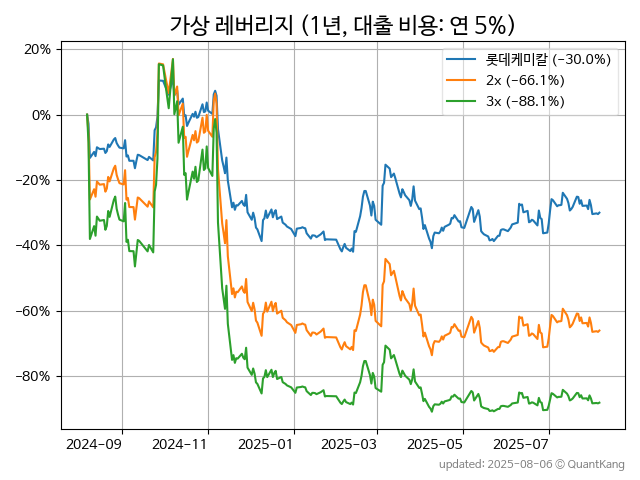 가상 레버리지 (1년, 대출 비용: 연 5%)
20%
0%
−20%
−40%
−60%
−80%
롯데케미칼 (−30.0%)
2x (−66.1%)
3x (−88.1%)
2024-09
2024-11
2025-01
2025-03
2025-05
2025-07
updated: 2025-08-06 © QuantKang